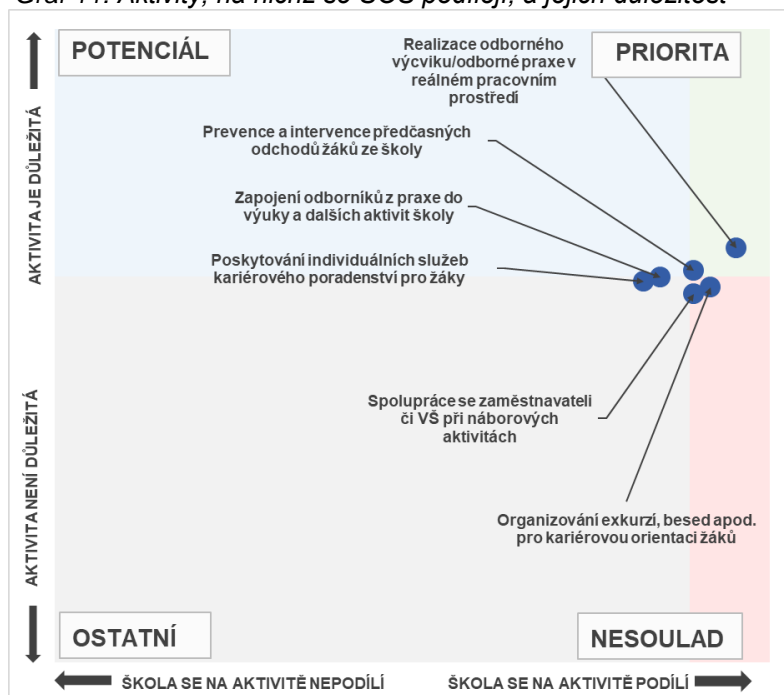 Graf 11: Aktivity, na nichž se SOŠ podílejí, a jejich důležitost
POTENCIÁL
Realizace odborného
výcviku/odborné praxe v
reálném pracovním
prostředí
PRIORITA
Prevence a intervence předčasných
odchodů žáků ze školy
Zapojení odborníků z praxe do
výuky a dalších aktivit školy
Poskytování individuálních služeb
kariérového poradenství pro žáky
AKTIVITA JE DŮLEŽITÁ
AKTIVITA NENÍ DŮLEŽITÁ
Spolupráce se zaměstnavateli
či VŠ při náborových
aktivitách
Organizování exkurzí, besed apod.
pro kariérovou orientaci žáků
OSTATNÍ
NESOULAD
ŠKOLA SE NA AKTIVITĚ NEPODÍLÍ
ŠKOLA SE NA AKTIVITĚ PODÍLÍ